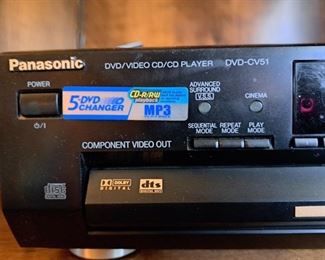 Panasonic DVD/VIDEO CD/CD PLAYER DVD-CV51
POWER
5-DVD CHANGER
CD-R/RW playback
MP3
ADVANCED SURROUND
V.S.S.
CINEMA
SEQUENTIAL MODE
REPEAT MODE
PLAY MODE
COMPONENT VIDEO OUT
DOLBY DIGITAL
dts